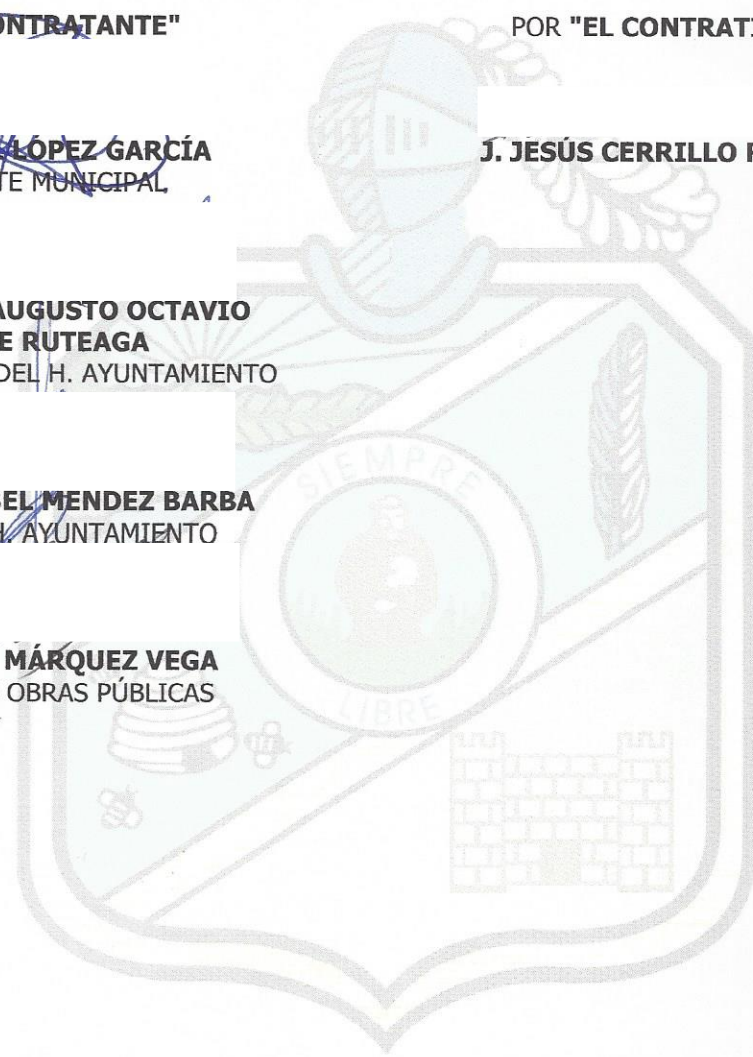 ONTRATANTE"
POR "EL CONTRAT
LÓPEZ GARCÍA
TE MUNICIPAL
J. JESÚS CERRILLO
AUGUSTO OCTAVIO
E RUTEAGA
DEL H. AYUNTAMIENTO
BEL MENDEZ BARBA
H. AYUNTAMIENTO
MÁRQUEZ VEGA
OBRAS PÚBLICAS
SIEMPRE
LIBRE